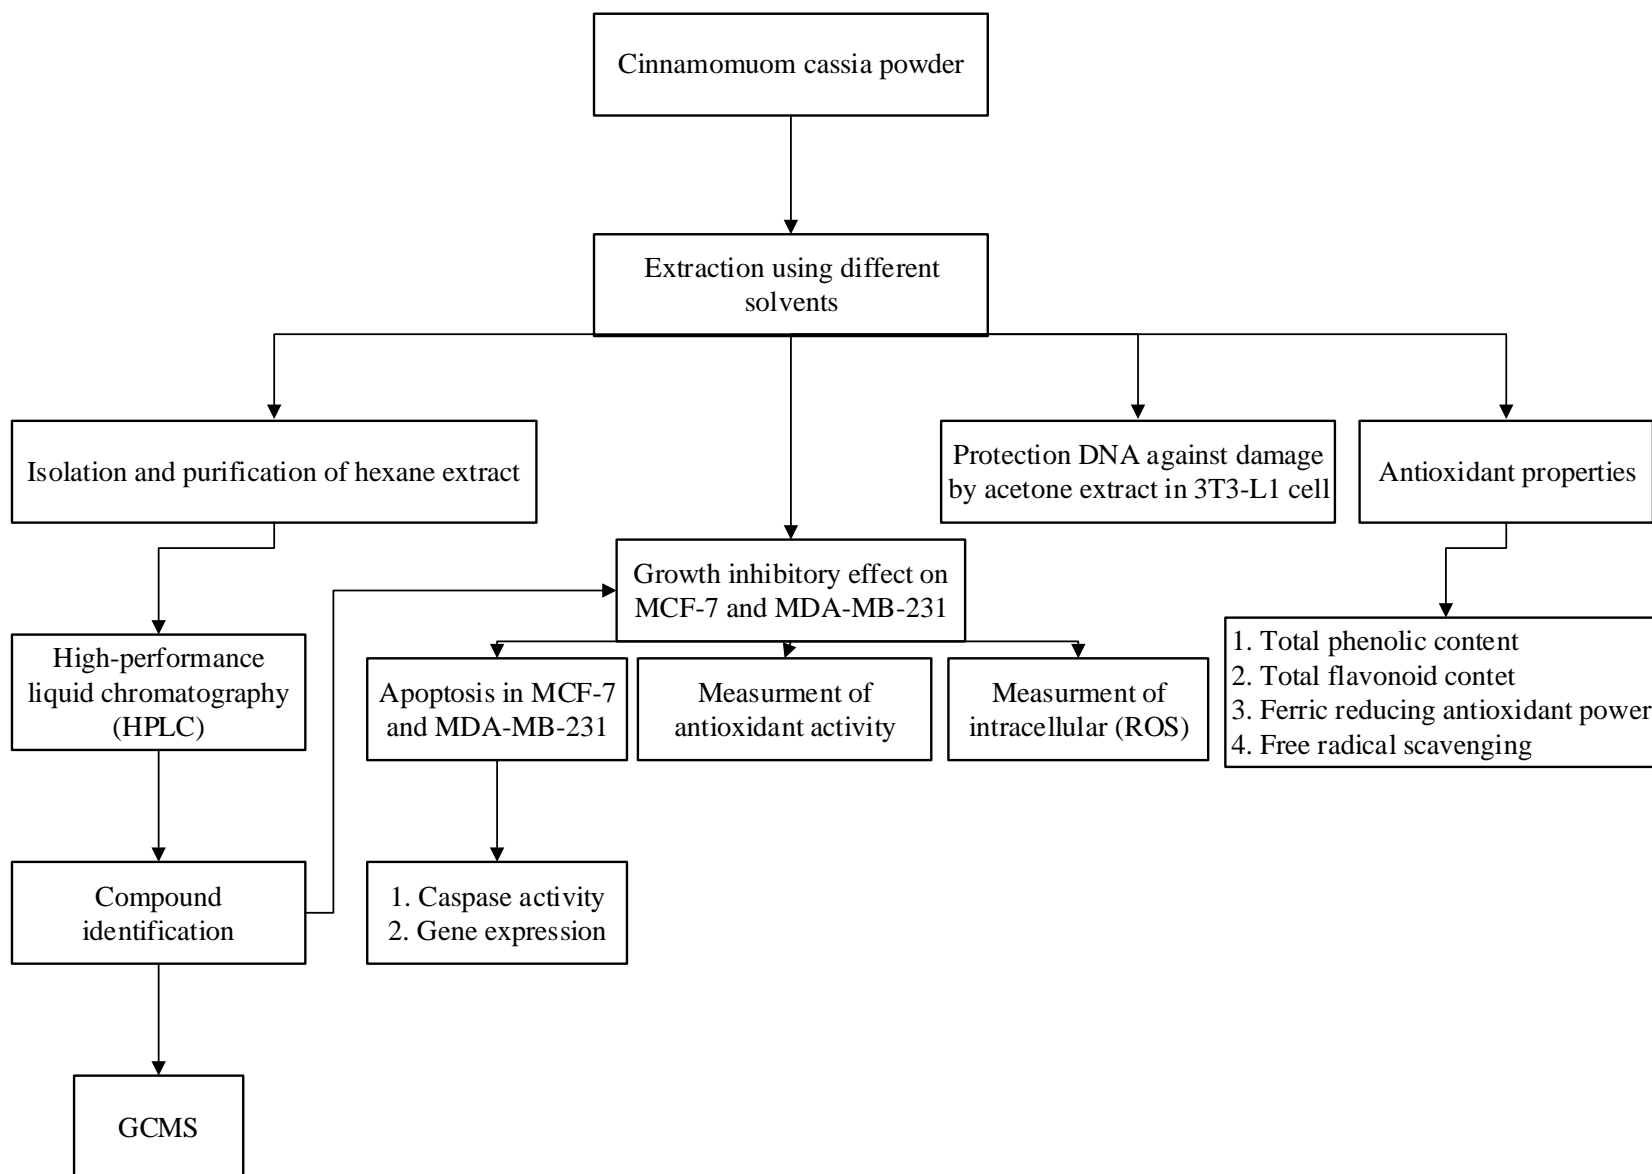 Cinnamomuom cassia powder
Extraction using different
solvents
Isolation and purification of hexane extract
Protection DNA against damage
by acetone extract in 3T3-L1 cell
Antioxidant properties
Growth inhibitory effect on
MCF-7 and MDA-MB-231
High-performance
liquid chromatography
(HPLC)
Apoptosis in MCF-7
and MDA-MB-231
Measurment of
antioxidant activity
Measurment of
intracellular (ROS)
1. Total phenolic content
2. Total flavonoid contet
3. Ferric reducing antioxidant power
4. Free radical scavenging
Compound
identification
1. Caspase activity
2. Gene expression
GCMS